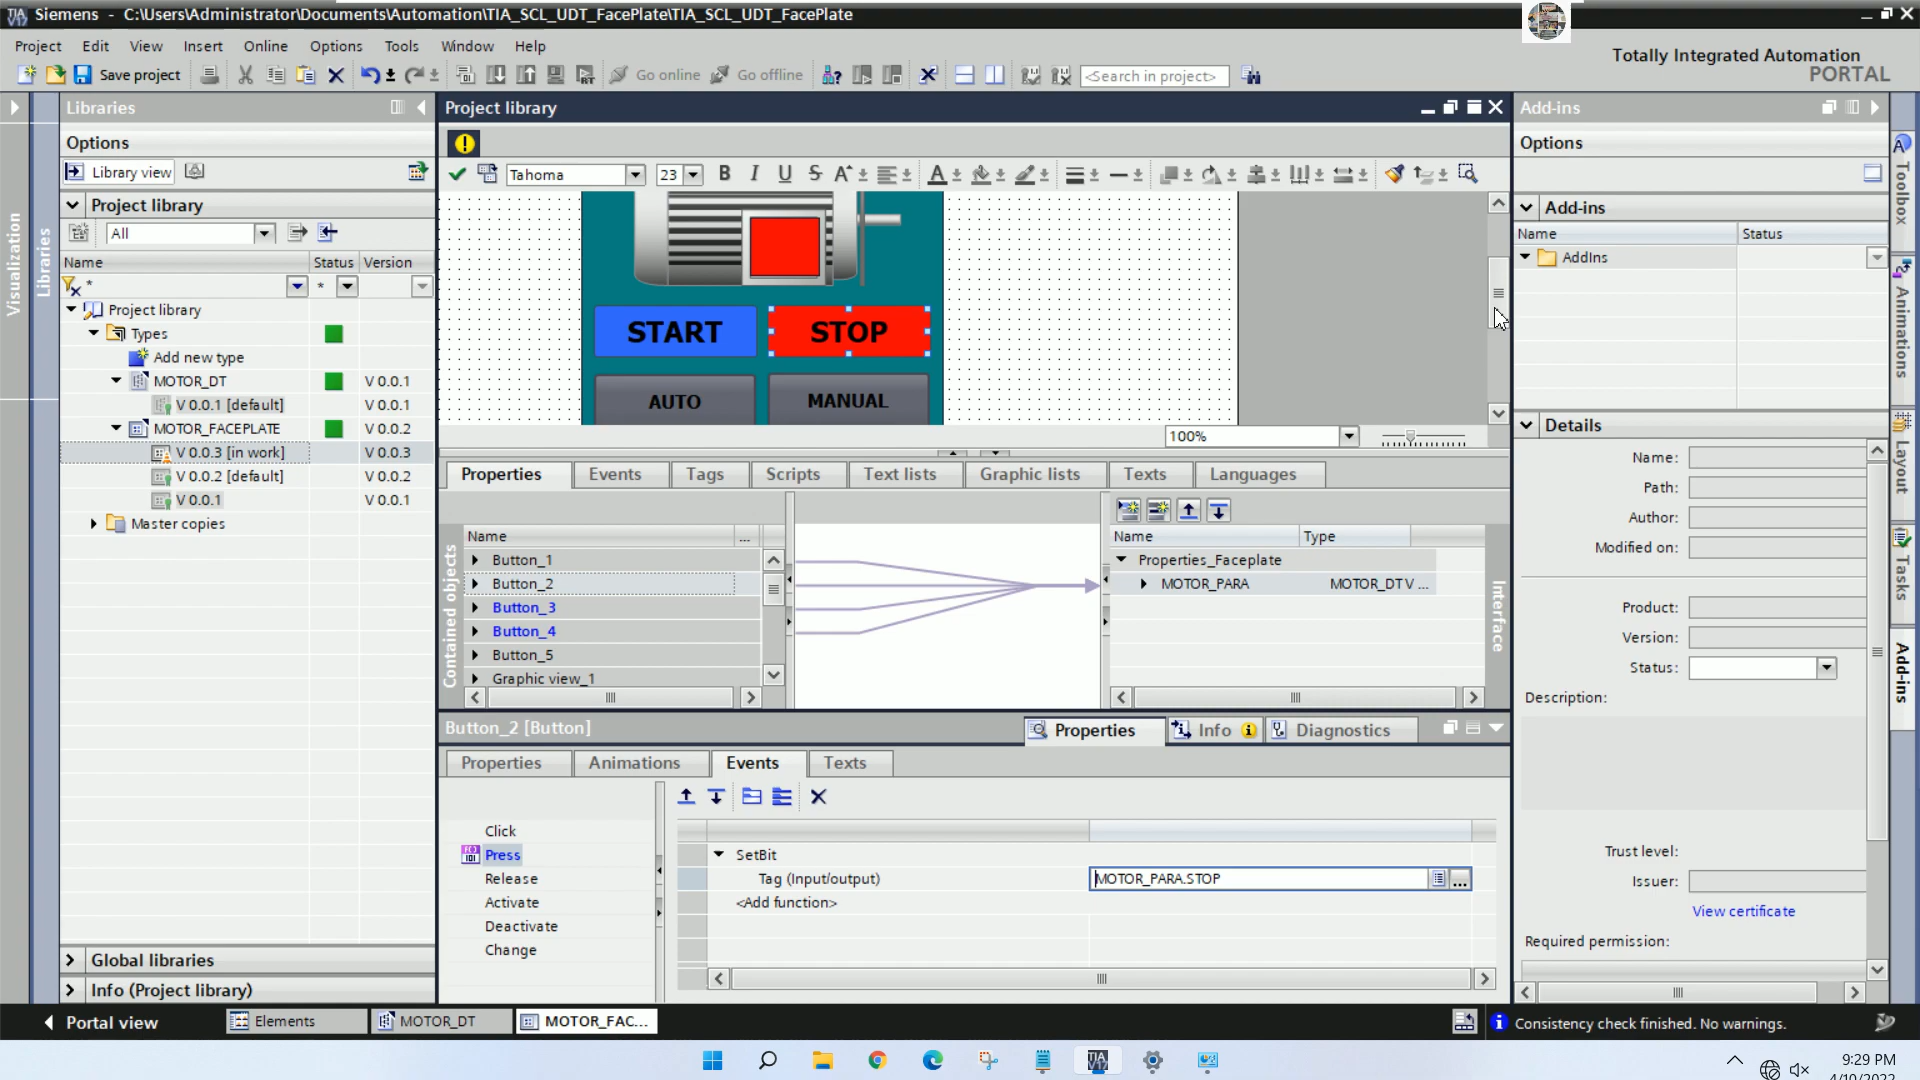 Siemens - C:\Users\Administrator\Documents\Automation\TIA_SCL_UDT_FacePlate\TIA_SCL_UDT_FacePlate
Project Edit View Insert Online Options Tools Window Help
Totally Integrated Automation
PORTAL
Save project
Go online
Go offline
<Search in project>
Libraries
Project library
Add-ins
Options
Options
Library view
Tahoma
23
B I U S A
Project library
All
Name Status Version
*
*
Project library
Types
Add new type
MOTOR_DT V 0.0.1
V 0.0.1 [default] V 0.0.1
MOTOR_FACEPLATE V 0.0.2
V 0.0.3 [in work] V 0.0.3
V 0.0.2 [default] V 0.0.2
V 0.0.1 V 0.0.1
Master copies
Global libraries
Info (Project library)
Visualization
Libraries
START STOP
AUTO MANUAL
100%
Properties Events Tags Scripts Text lists Graphic lists Texts Languages
Contained objects
Name ...
Button_1
Button_2
Button_3
Button_4
Button_5
Graphic view_1
Name Type
Properties_Faceplate
MOTOR_PARA MOTOR_DT V ...
Interface
Button_2 [Button]
Properties Info Diagnostics
Properties Animations Events Texts
Click
Press
Release
Activate
Deactivate
Change
SetBit
Tag (Input/output) MOTOR_PARA.STOP
<Add function>
Add-ins
Name Status
AddIns
Details
Name:
Path:
Author:
Modified on:
Product:
Version:
Status:
Description:
Trust level:
Issuer:
View certificate
Required permission:
Toolbox
Animations
Layout
Tasks
Add-ins
Portal view
Elements
MOTOR_DT
MOTOR_FAC...
Consistency check finished. No warnings.
9:29 PM
4/10/2022